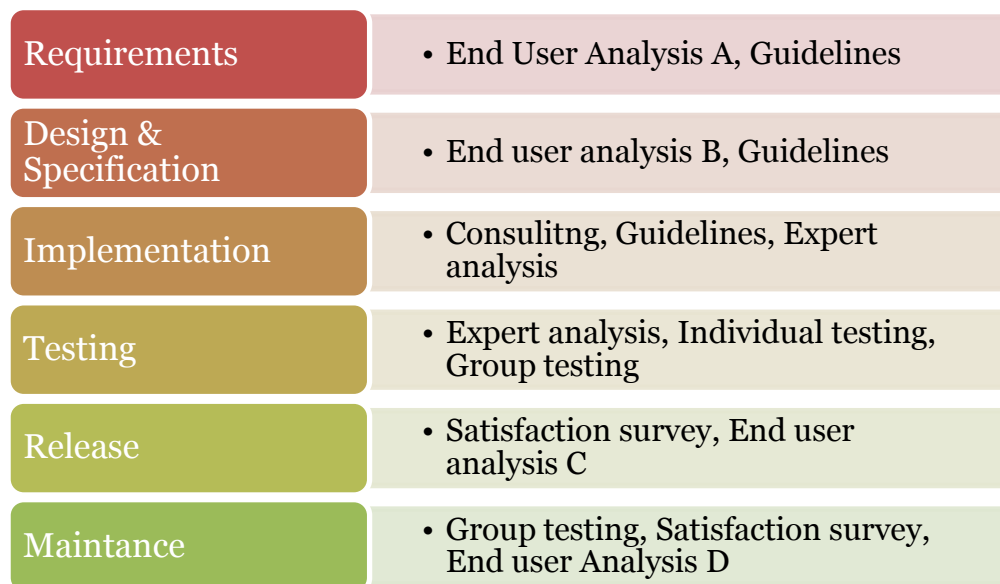 Requirements
• End User Analysis A, Guidelines
Design &
Specification
• End user analysis B, Guidelines
Implementation
• Consulitng, Guidelines, Expert
analysis
Testing
• Expert analysis, Individual testing,
Group testing
Release
• Satisfaction survey, End user
analysis C
Maintance
• Group testing, Satisfaction survey,
End user Analysis D